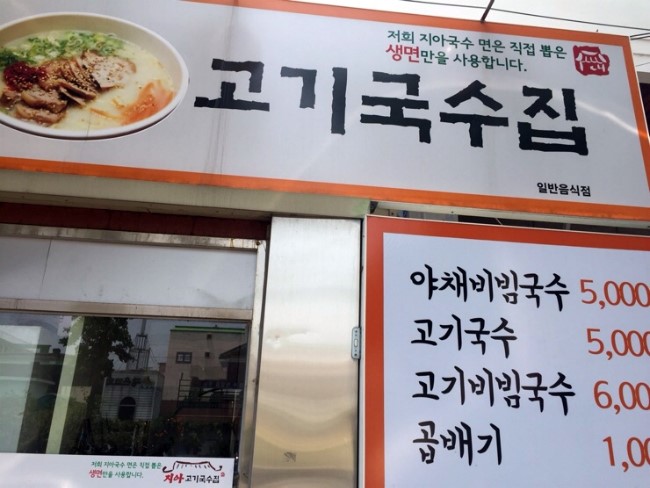 저희 지아국수 면은 직접 뽑은
생면만을 사용합니다.
고기국수집
일반음식점
야채비빔국수 5,000
고기국수 5,000
고기비빔국수 6,00
곱배기 1,00
저희 지아국수 면은 직접 뽑은
생면만을 사용합니다.
지아고기국수집